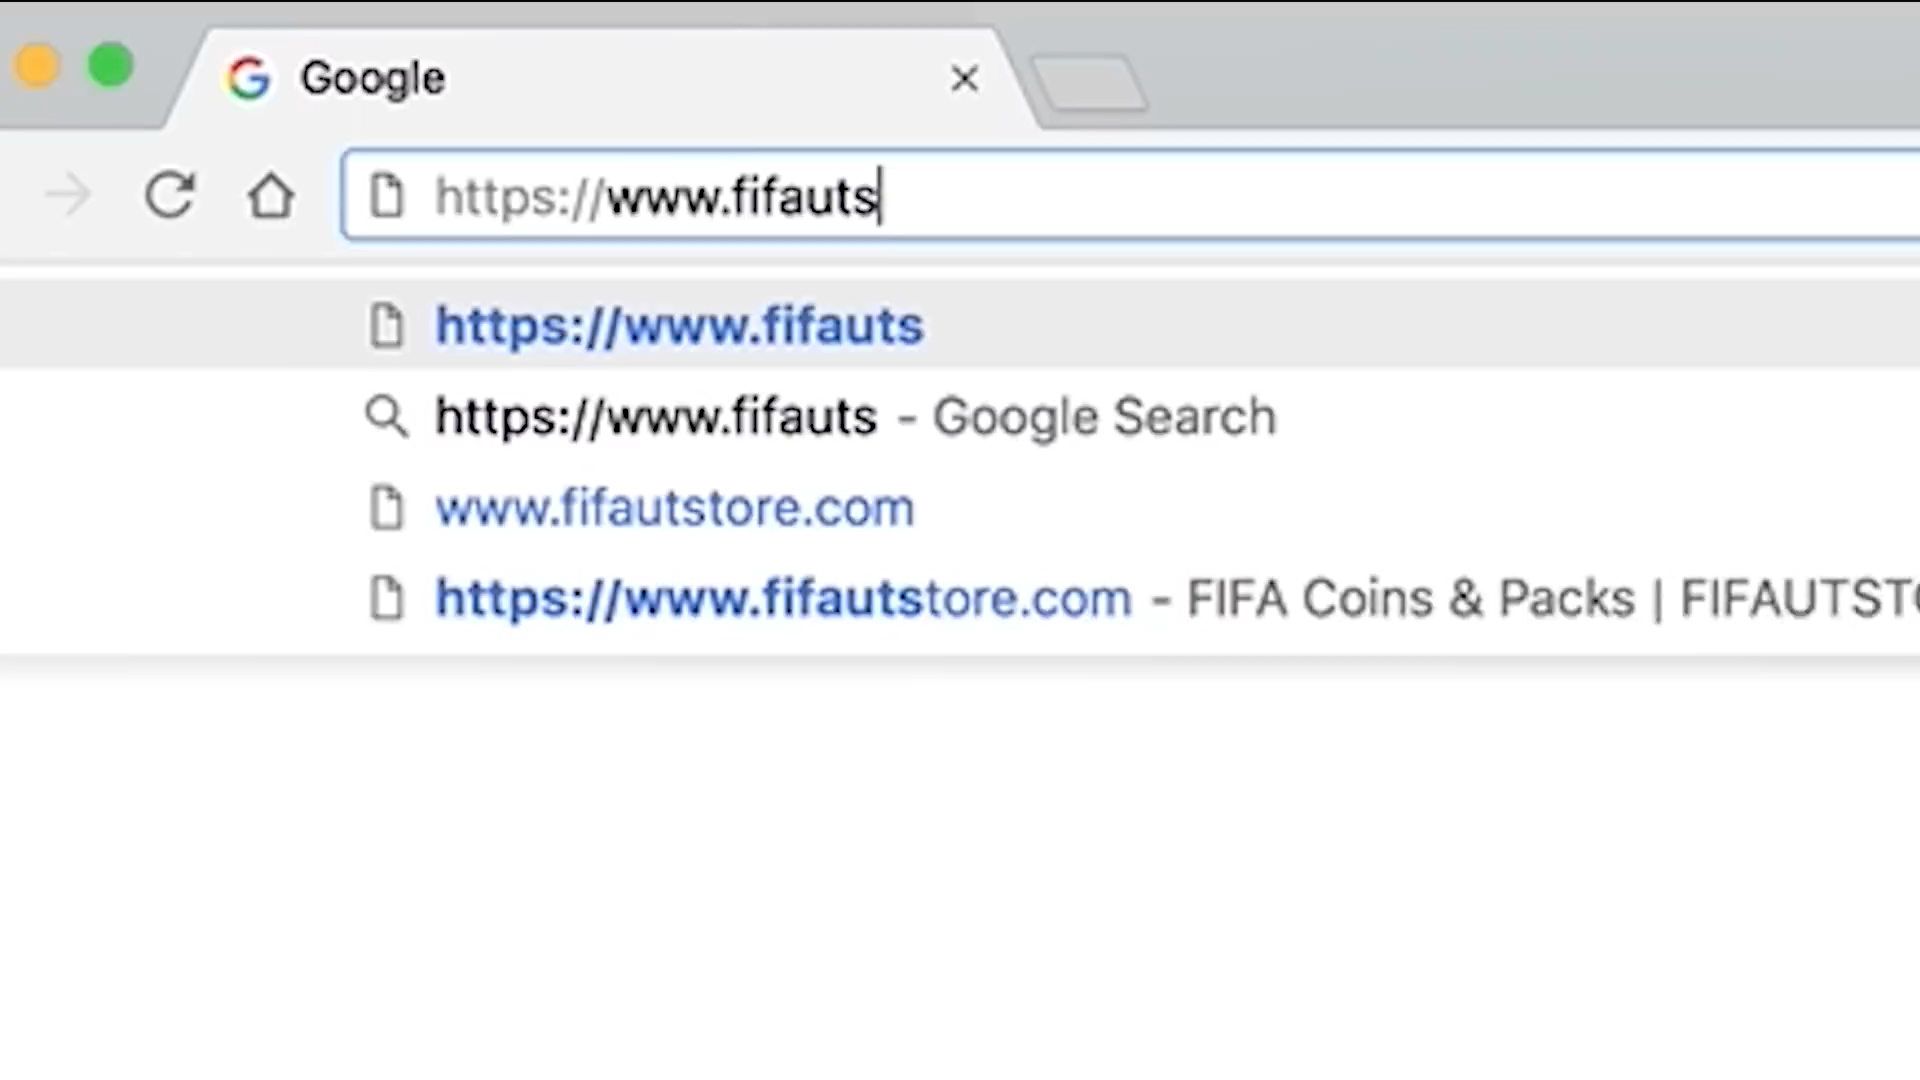 Google
https://www.fifauts
https://www.fifauts
https://www.fifauts - Google Search
www.fifautstore.com
https://www.fifautstore.com - FIFA Coins & Packs | FIFAUTSTO